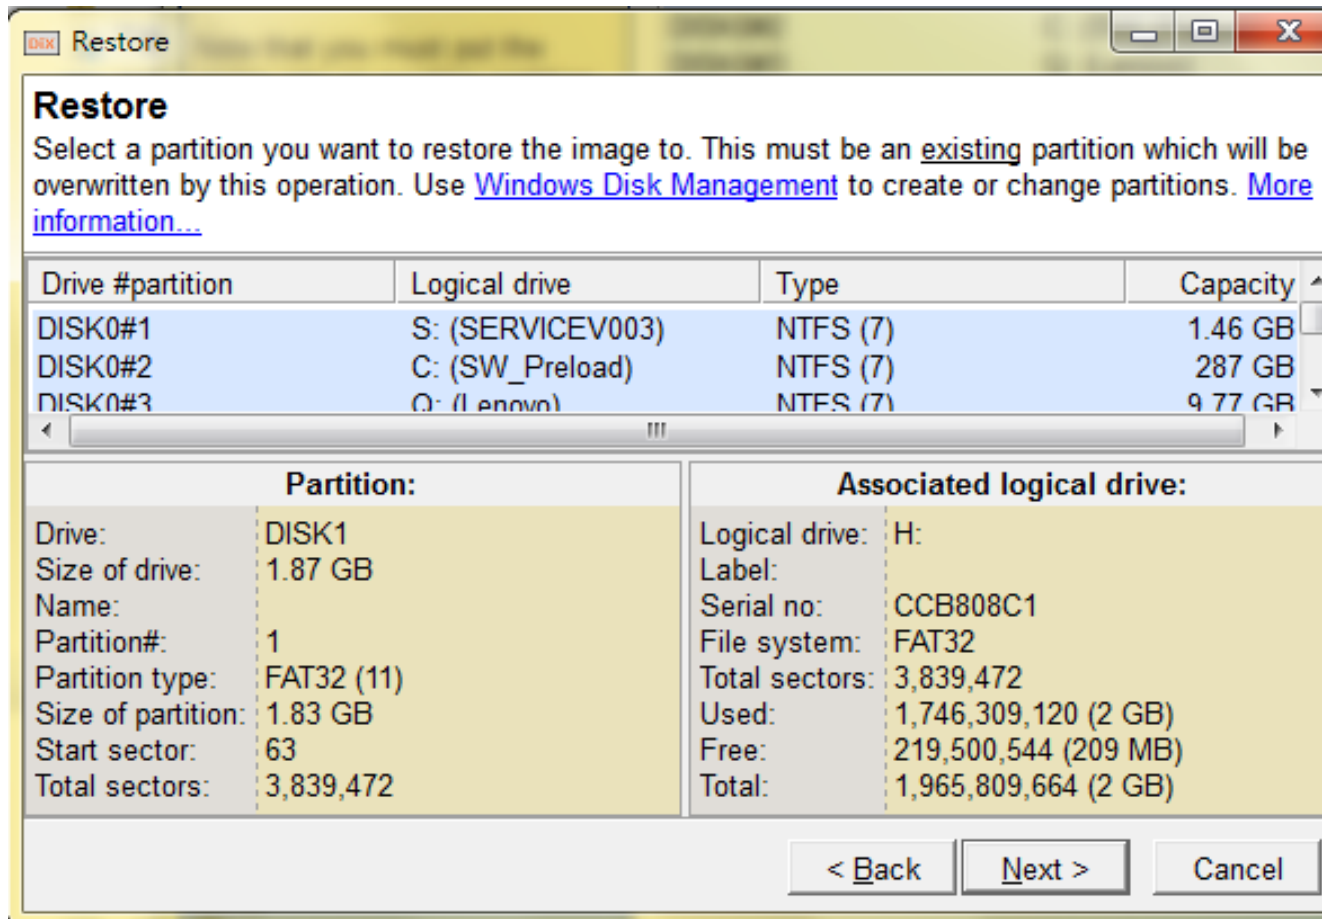 DiX Restore
Restore
Select a partition you want to restore the image to. This must be an existing partition which will be
overwritten by this operation. Use Windows Disk Management to create or change partitions. More
information...
Drive #partition Logical drive Type Capacity
DISK0#1 S: (SERVICEV003) NTFS (7) 1.46 GB
DISK0#2 C: (SW_Preload) NTFS (7) 287 GB
DISK0#3 Q: (Lenovo) NTFS (7) 9.77 GB
Partition:
Drive: DISK1
Size of drive: 1.87 GB
Name:
Partition#: 1
Partition type: FAT32 (11)
Size of partition: 1.83 GB
Start sector: 63
Total sectors: 3,839,472
Associated logical drive:
Logical drive: H:
Label:
Serial no: CCB808C1
File system: FAT32
Total sectors: 3,839,472
Used: 1,746,309,120 (2 GB)
Free: 219,500,544 (209 MB)
Total: 1,965,809,664 (2 GB)
< Back Next > Cancel